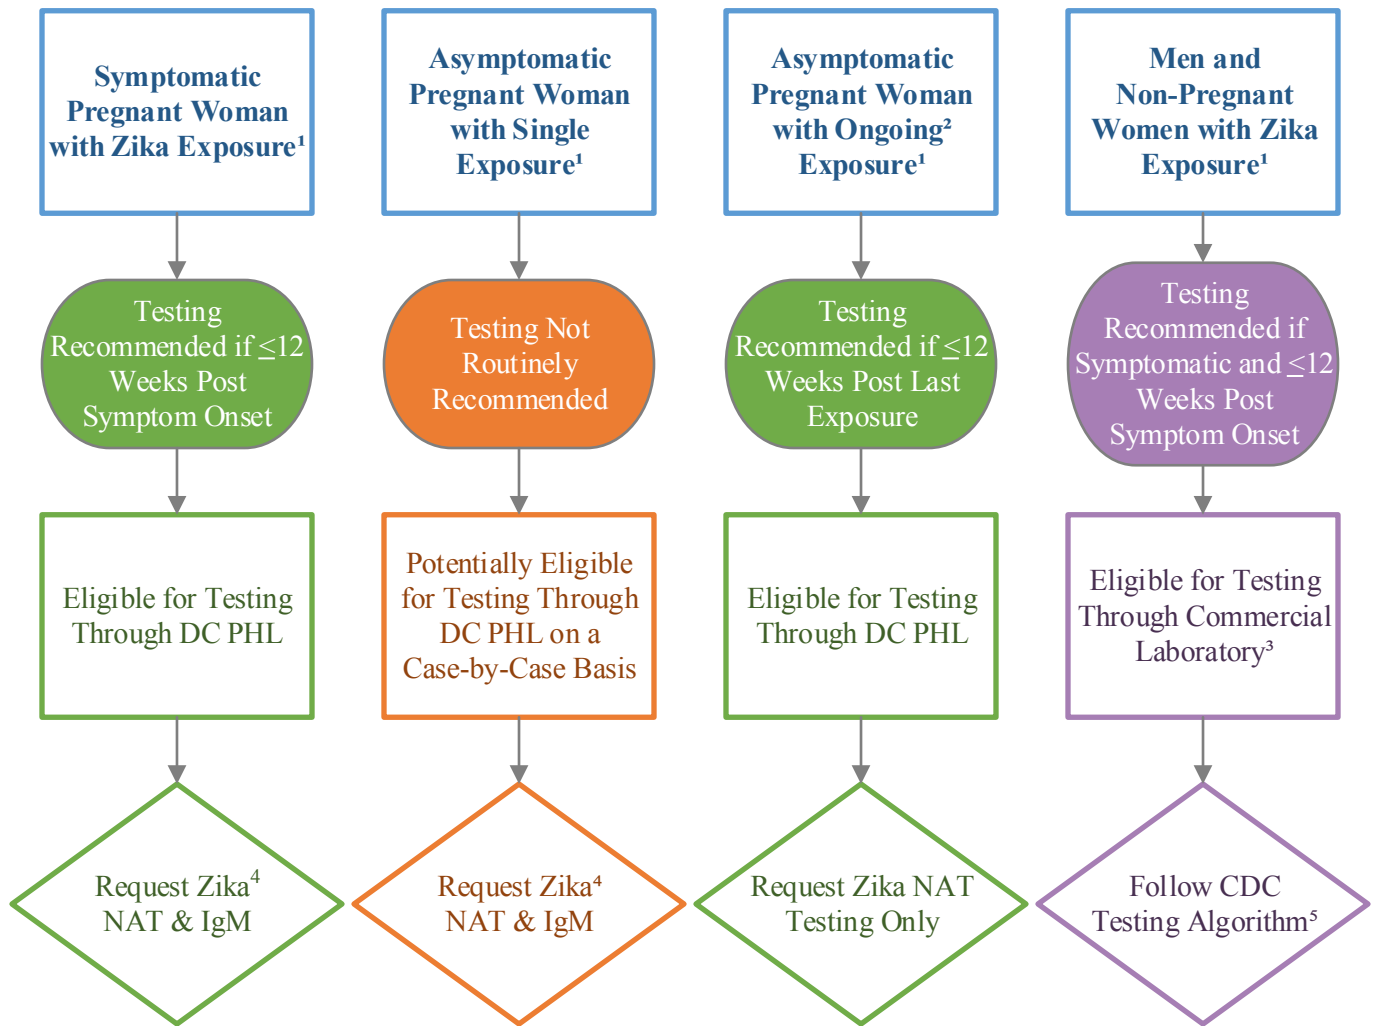 Symptomatic
Pregnant Woman
with Zika Exposure¹
Testing
Recommended if ≤12
Weeks Post
Symptom Onset
Eligible for Testing
Through DC PHL
Request Zika⁴
NAT & IgM
Asymptomatic
Pregnant Woman
with Single
Exposure¹
Testing Not
Routinely
Recommended
Potentially Eligible
for Testing Through
DC PHL on a
Case-by-Case Basis
Request Zika⁴
NAT & IgM
Asymptomatic
Pregnant Woman
with Ongoing²
Exposure¹
Testing
Recommended if ≤12
Weeks Post Last
Exposure
Eligible for Testing
Through DC PHL
Request Zika NAT
Testing Only
Men and
Non-Pregnant
Women with Zika
Exposure¹
Testing
Recommended if
Symptomatic and ≤12
Weeks Post
Symptom Onset
Eligible for Testing
Through Commercial
Laboratory³
Follow CDC
Testing Algorithm⁵